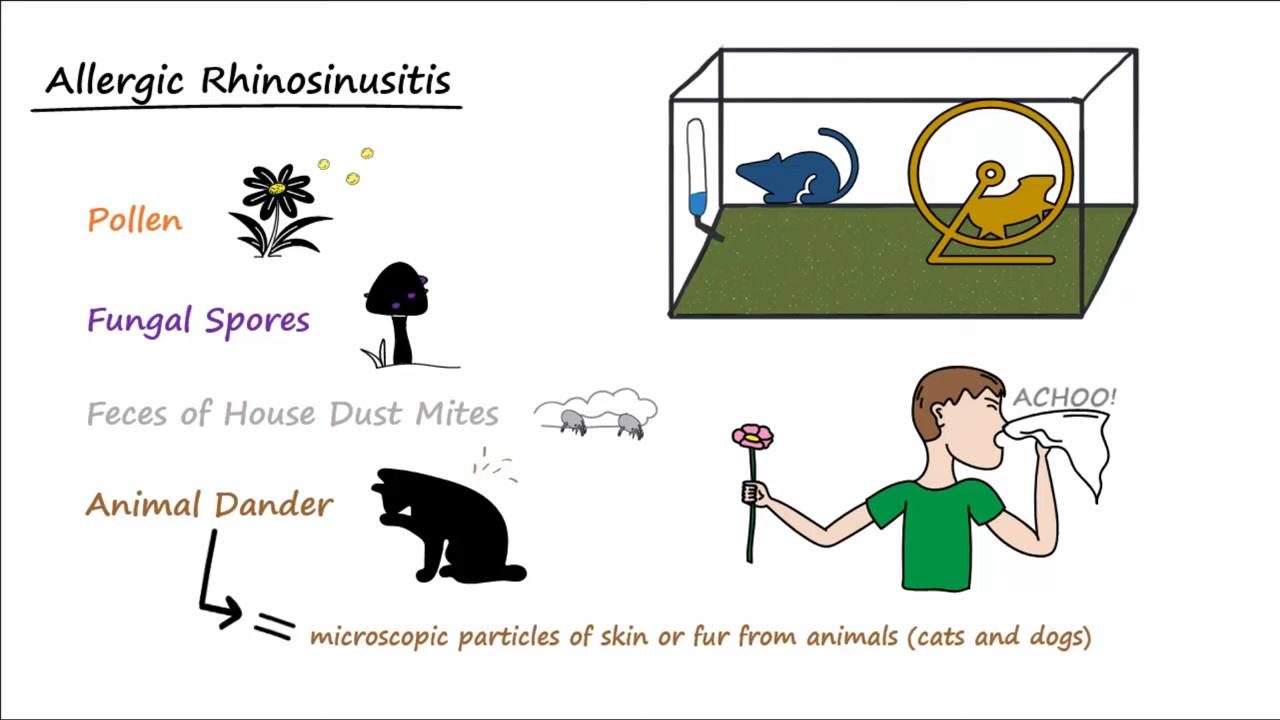 Allergic Rhinosinusitis
Pollen
Fungal Spores
Feces of House Dust Mites
Animal Dander
= microscopic particles of skin or fur from animals (cats and dogs)
ACHOO!